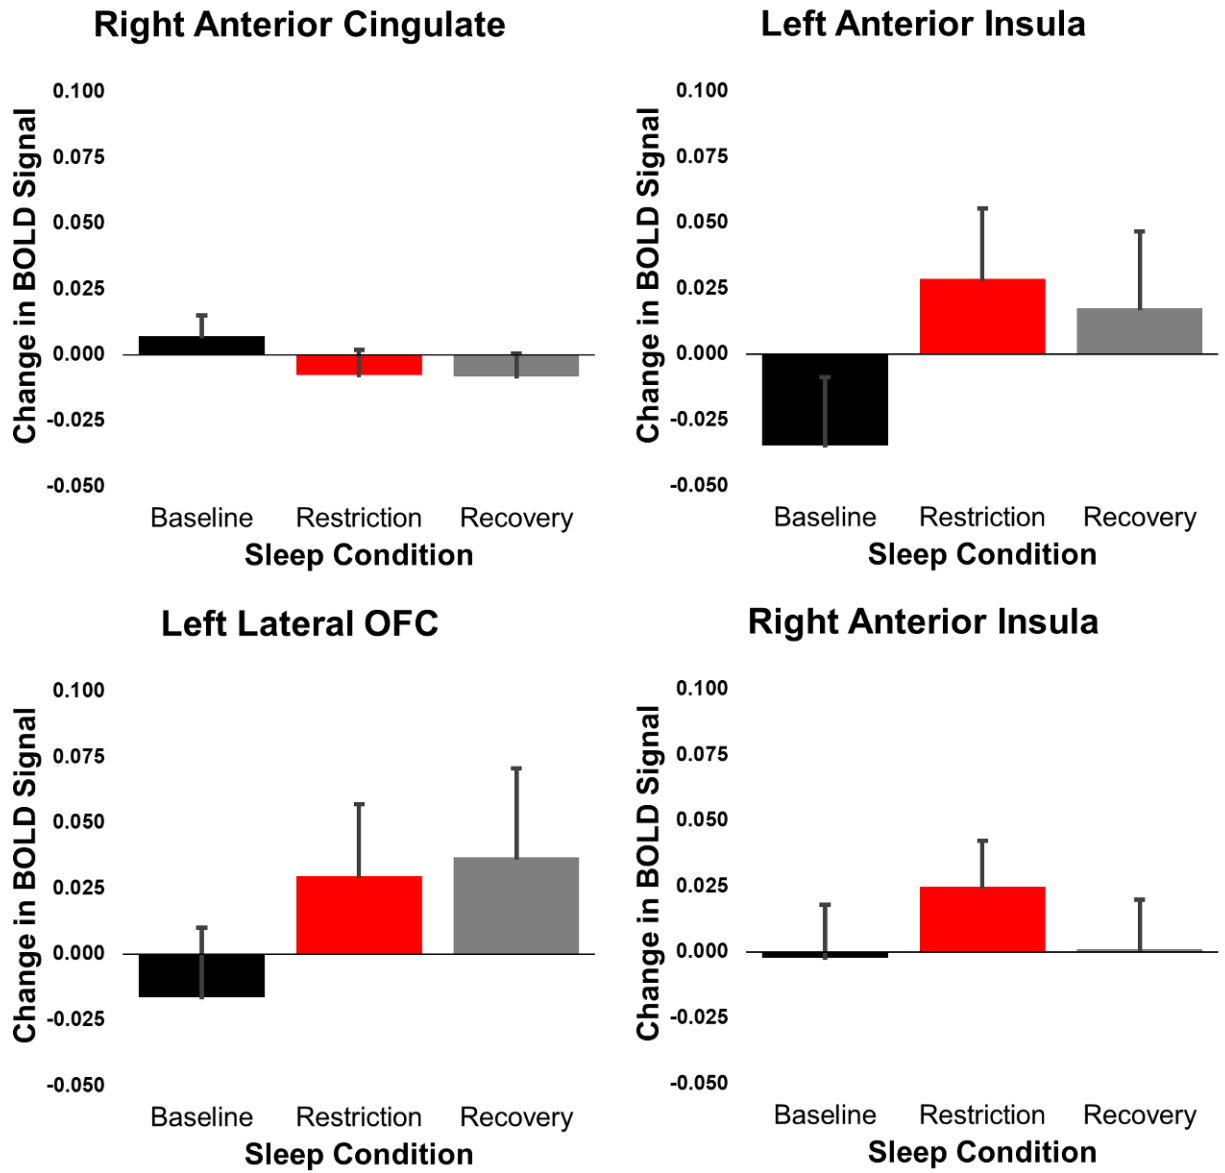 Right Anterior Cingulate
Change in BOLD Signal
0.100
0.075
0.050
0.025
0.000
-0.025
-0.050
Baseline Restriction Recovery
Sleep Condition
Left Anterior Insula
Change in BOLD Signal
0.100
0.075
0.050
0.025
0.000
-0.025
-0.050
Baseline Restriction Recovery
Sleep Condition
Left Lateral OFC
Change in BOLD Signal
0.100
0.075
0.050
0.025
0.000
-0.025
-0.050
Baseline Restriction Recovery
Sleep Condition
Right Anterior Insula
Change in BOLD Signal
0.100
0.075
0.050
0.025
0.000
-0.025
-0.050
Baseline Restriction Recovery
Sleep Condition